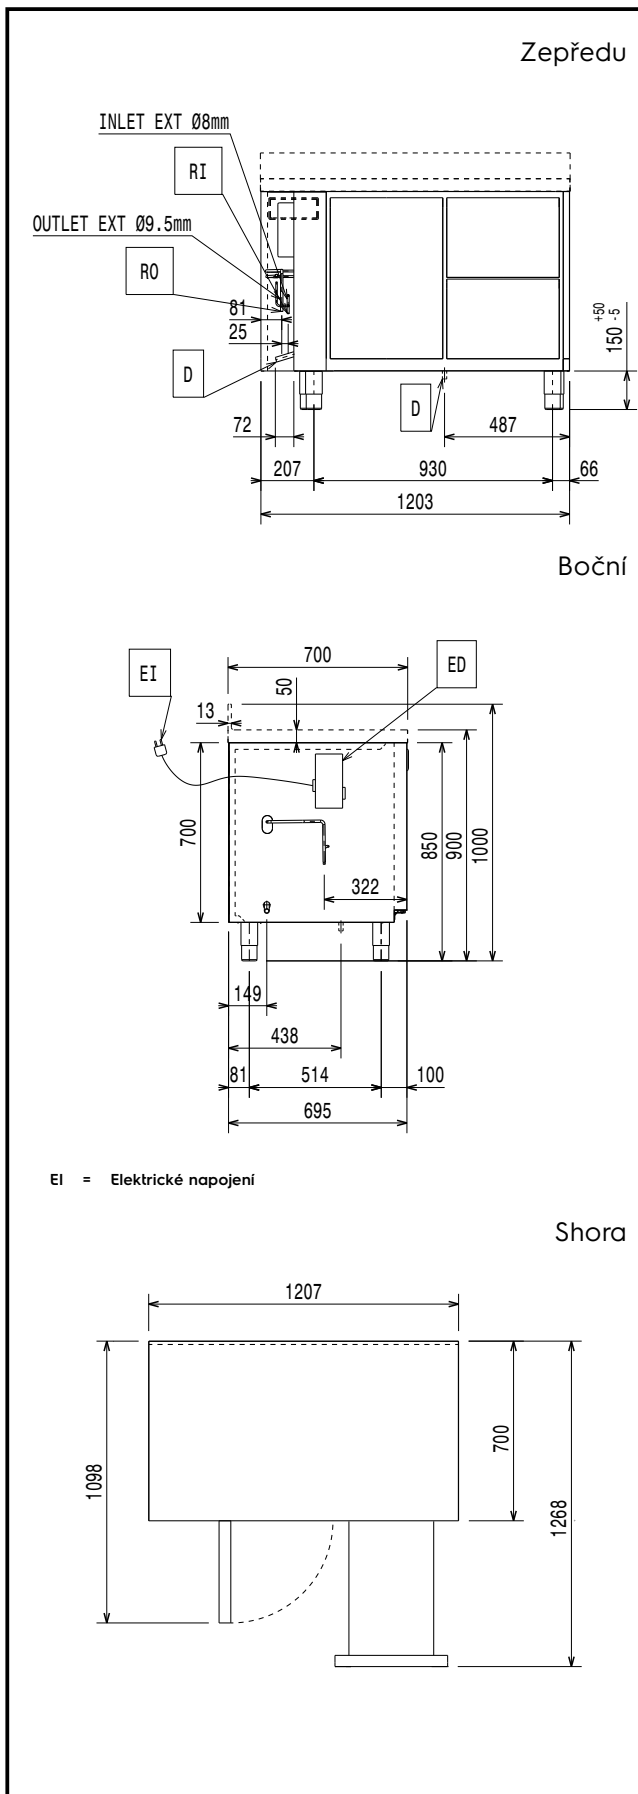 Zepředu
INLET EXT Ø8mm
RI
OUTLET EXT Ø9.5mm
RO
81
25
D
D
150 +50 -5
72
487
207
930
66
1203
Boční
EI
700
50
ED
13
700
850
900
1000
322
149
438
81
514
100
695
EI = Elektrické napojení
Shora
1207
1098
700
1268